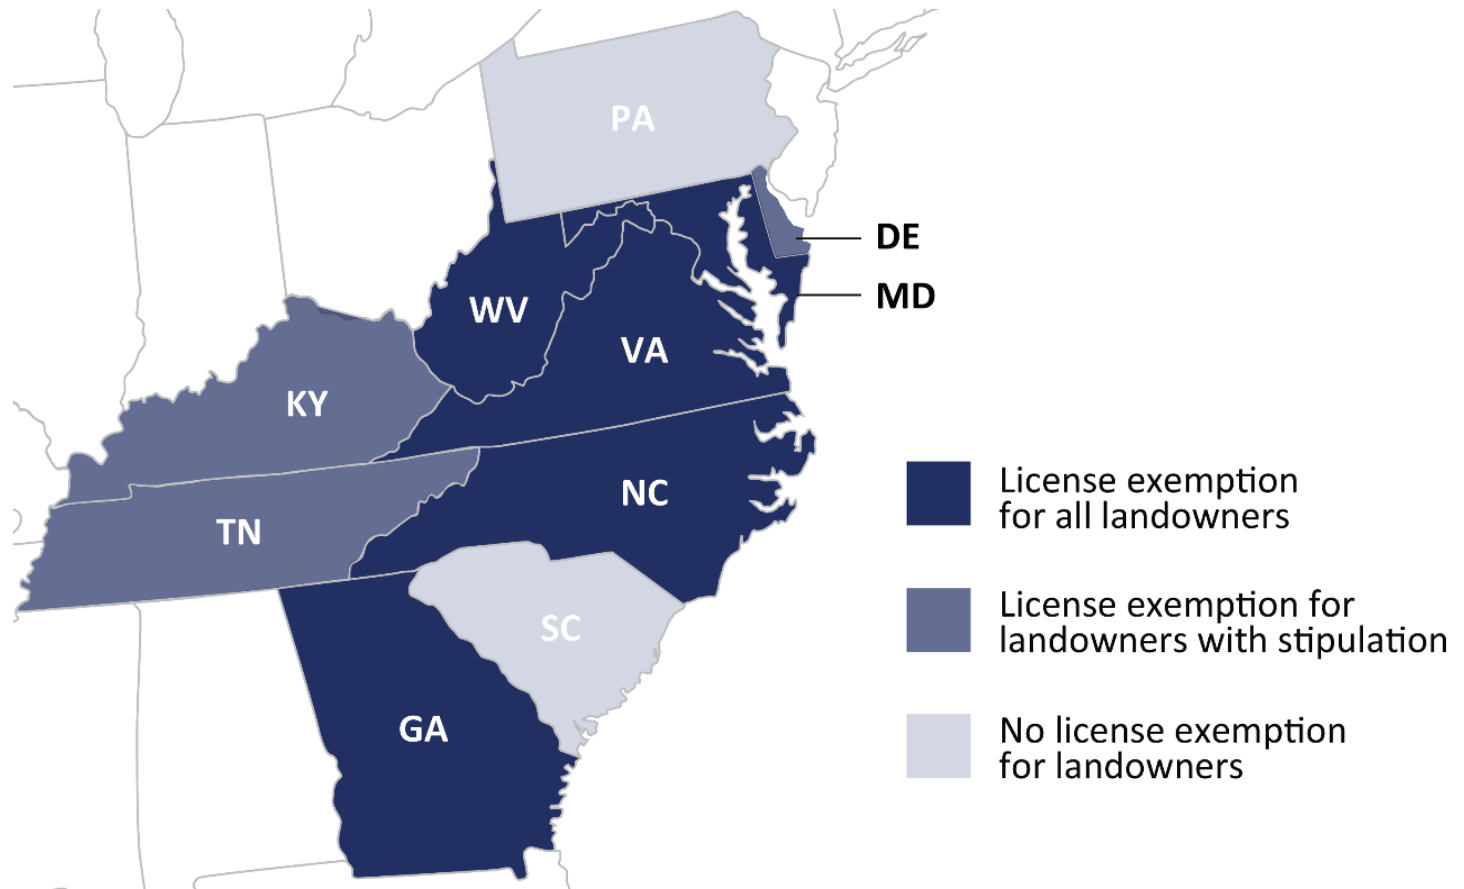 PA
DE
MD
WV
VA
KY
NC
TN
SC
GA
License exemption
for all landowners
License exemption for
landowners with stipulation
No license exemption
for landowners